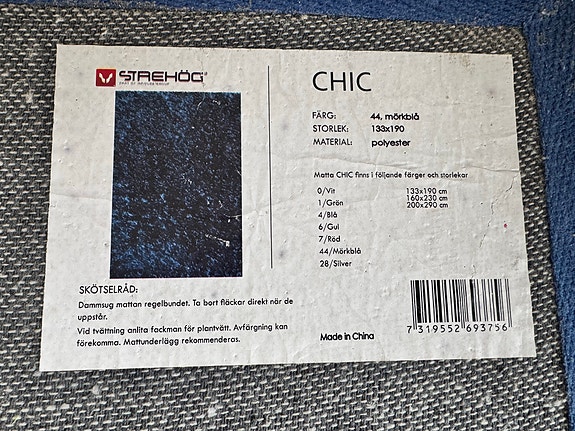 STREHÖG
CHIC
FÄRG: 44, mörkblå
STORLEK: 133x190
MATERIAL: polyester
Matta CHIC finns i följande färger och storlekar
0/Vit 133x190 cm
1/Grön 160x230 cm
4/Blå 200x290 cm
6/Gul
7/Röd
44/Mörkblå
28/Silver
SKÖTSELRÅD:
Dammsug mattan regelbundet. Ta bort fläckar direkt när de
uppstår.
Vid tvättning anlita fackman för plantvätt. Avfärgning kan
förekomma. Mattunderlägg rekommenderas.
Made in China
7 319552 693756